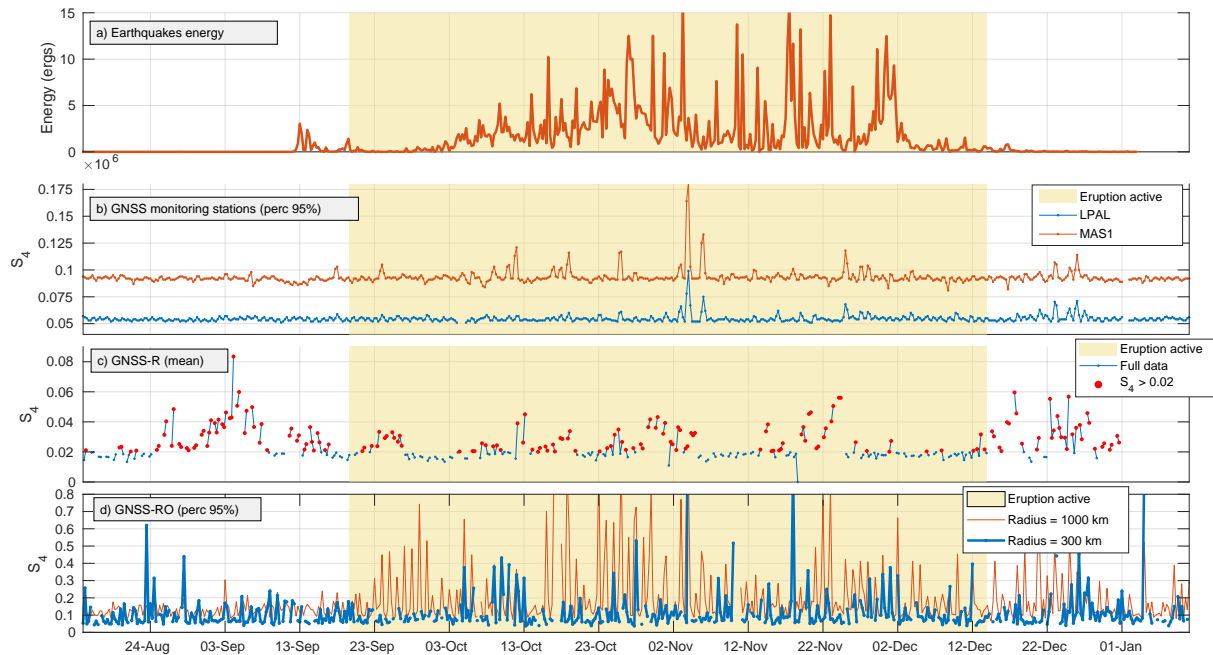 a) Earthquakes energy
Energy (ergs)
15
10
5
0
×10⁶
b) GNSS monitoring stations (perc 95%)
Eruption active
LPAL
MAS1
S₄
0.175
0.15
0.125
0.1
0.075
0.05
c) GNSS-R (mean)
Eruption active
Full data
S₄ > 0.02
S₄
0.08
0.06
0.04
0.02
0
d) GNSS-RO (perc 95%)
Eruption active
Radius = 1000 km
Radius = 300 km
S₄
0.8
0.7
0.6
0.5
0.4
0.3
0.2
0.1
0
24-Aug 03-Sep 13-Sep 23-Sep 03-Oct 13-Oct 23-Oct 02-Nov 12-Nov 22-Nov 02-Dec 12-Dec 22-Dec 01-Jan